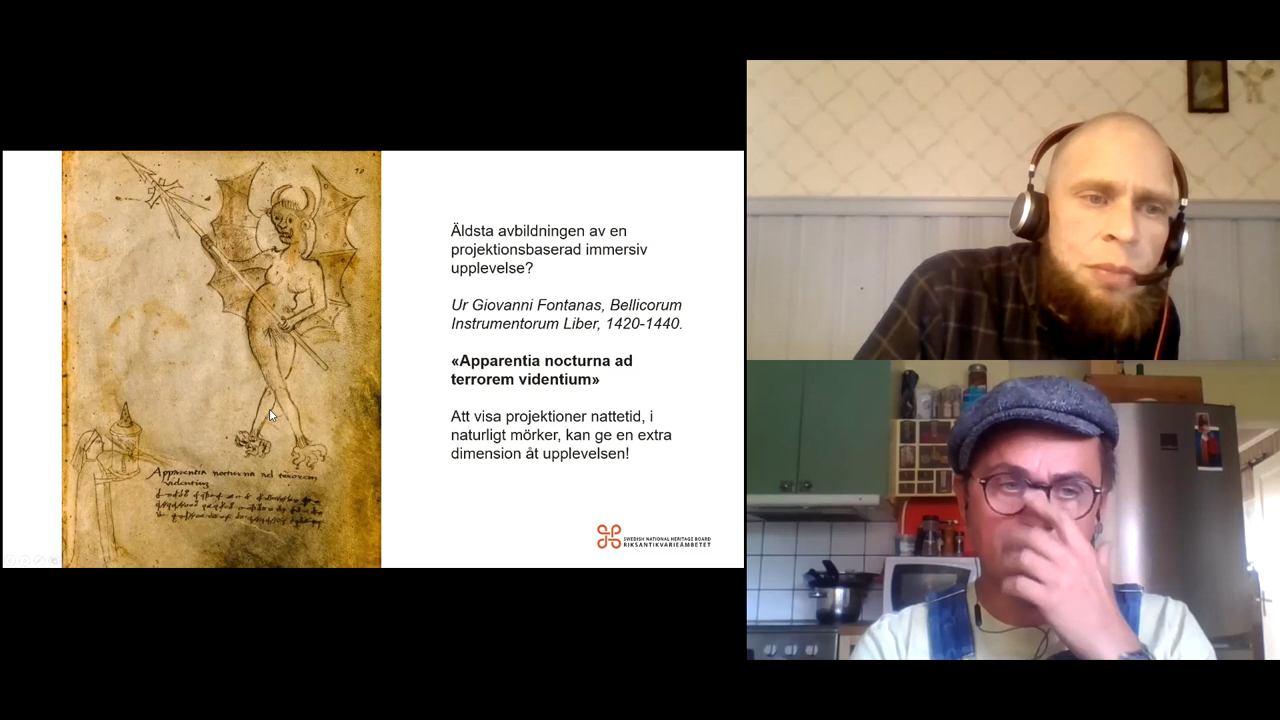 Apparentia nocturna ad terrorem
videntium
Äldsta avbildningen av en
projektionsbaserad immersiv
upplevelse?
Ur Giovanni Fontanas, Bellicorum
Instrumentorum Liber, 1420-1440.
«Apparentia nocturna ad
terrorem videntium»
Att visa projektioner nattetid, i
naturligt mörker, kan ge en extra
dimension åt upplevelsen!
SWEDISH NATIONAL HERITAGE BOARD
RIKSANTIKVARIEÄMBETET